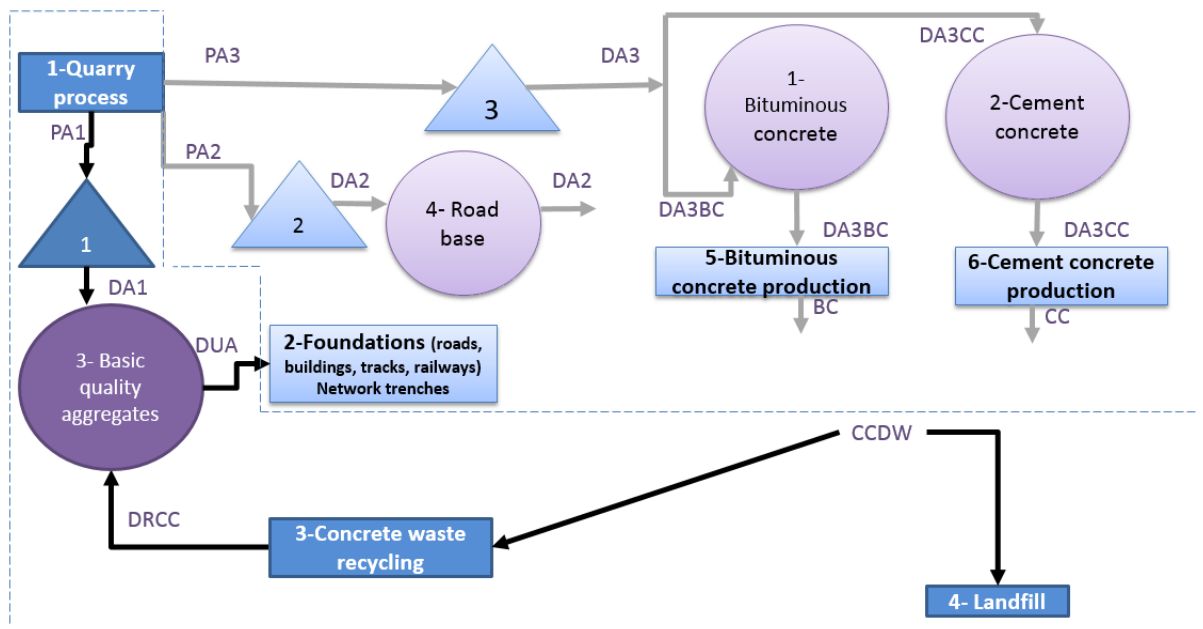 PA3
DA3
DA3CC
1-Quarry
process
1-
Bituminous
concrete
2-Cement
concrete
3
PA1
PA2
DA2
DA2
4- Road
base
2
DA3BC
1
DA3BC
DA3CC
5-Bituminous
concrete production
6-Cement concrete
production
DA1
BC
CC
DUA
2-Foundations (roads,
buildings, tracks, railways)
Network trenches
3- Basic
quality
aggregates
CCDW
DRCC
3-Concrete waste
recycling
4- Landfill